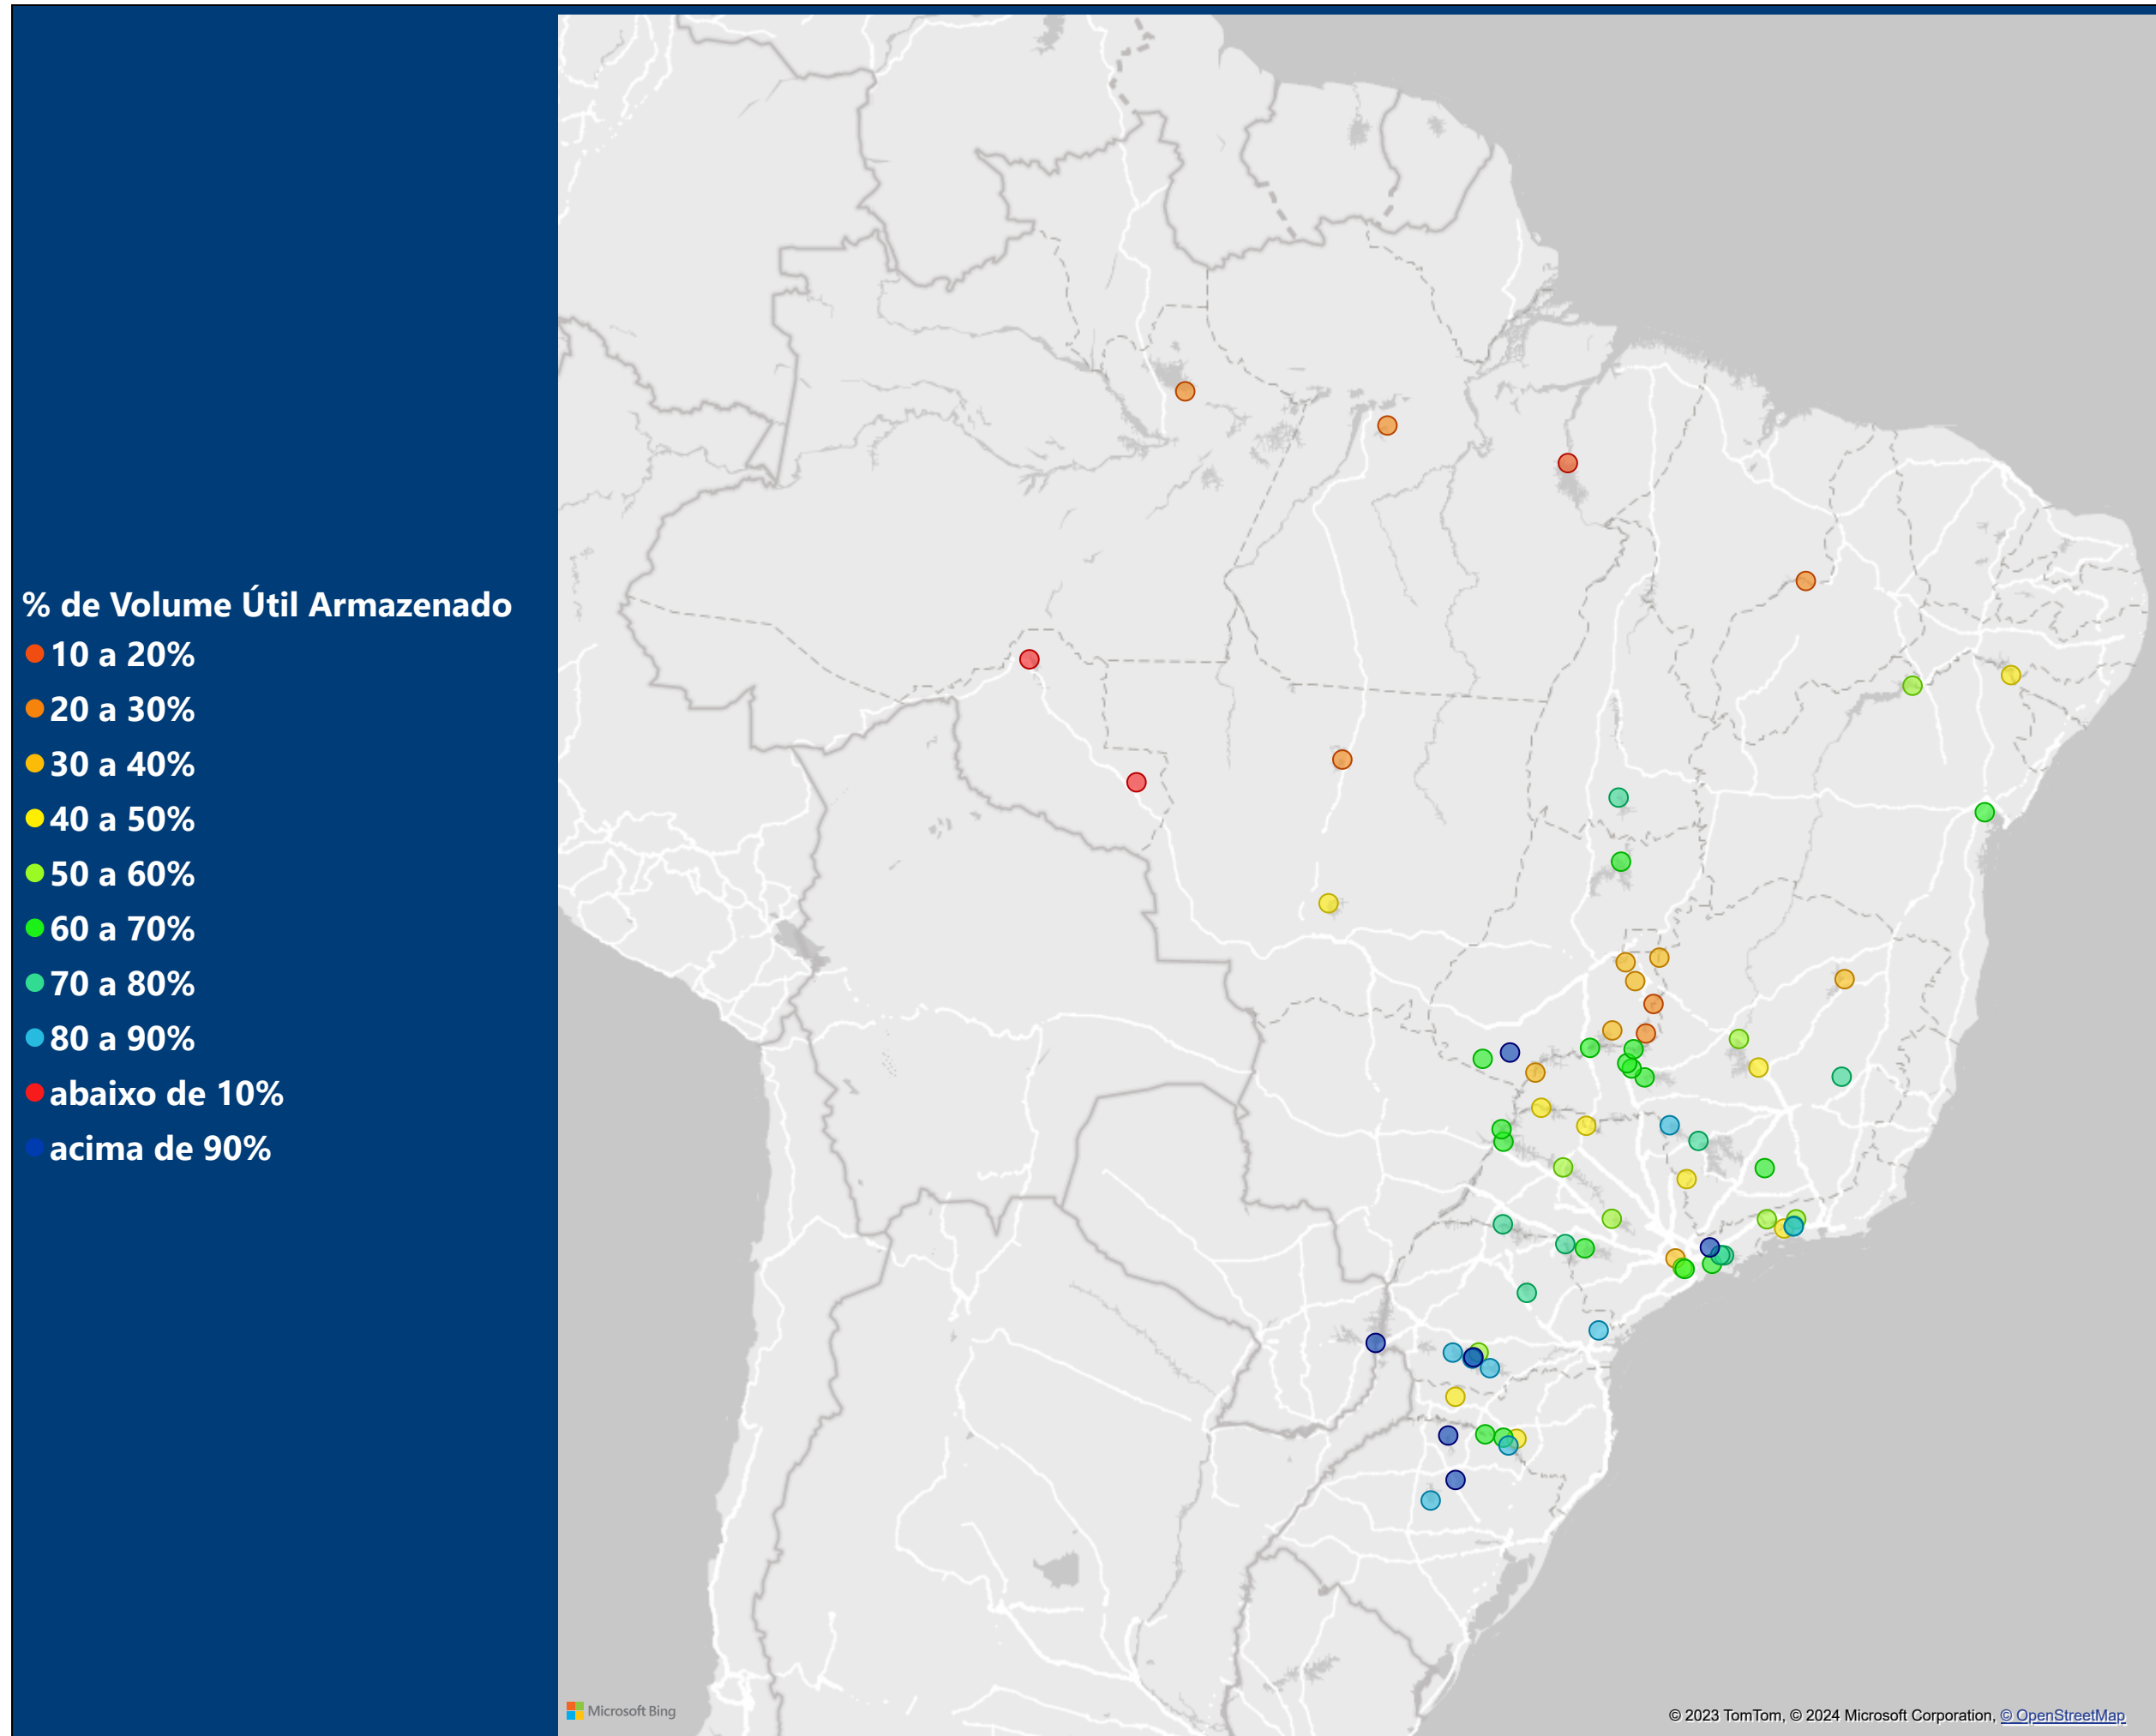 % de Volume Útil Armazenado
10 a 20%
20 a 30%
30 a 40%
40 a 50%
50 a 60%
60 a 70%
70 a 80%
80 a 90%
abaixo de 10%
acima de 90%
Microsoft Bing
© 2023 TomTom, © 2024 Microsoft Corporation, © OpenStreetMap